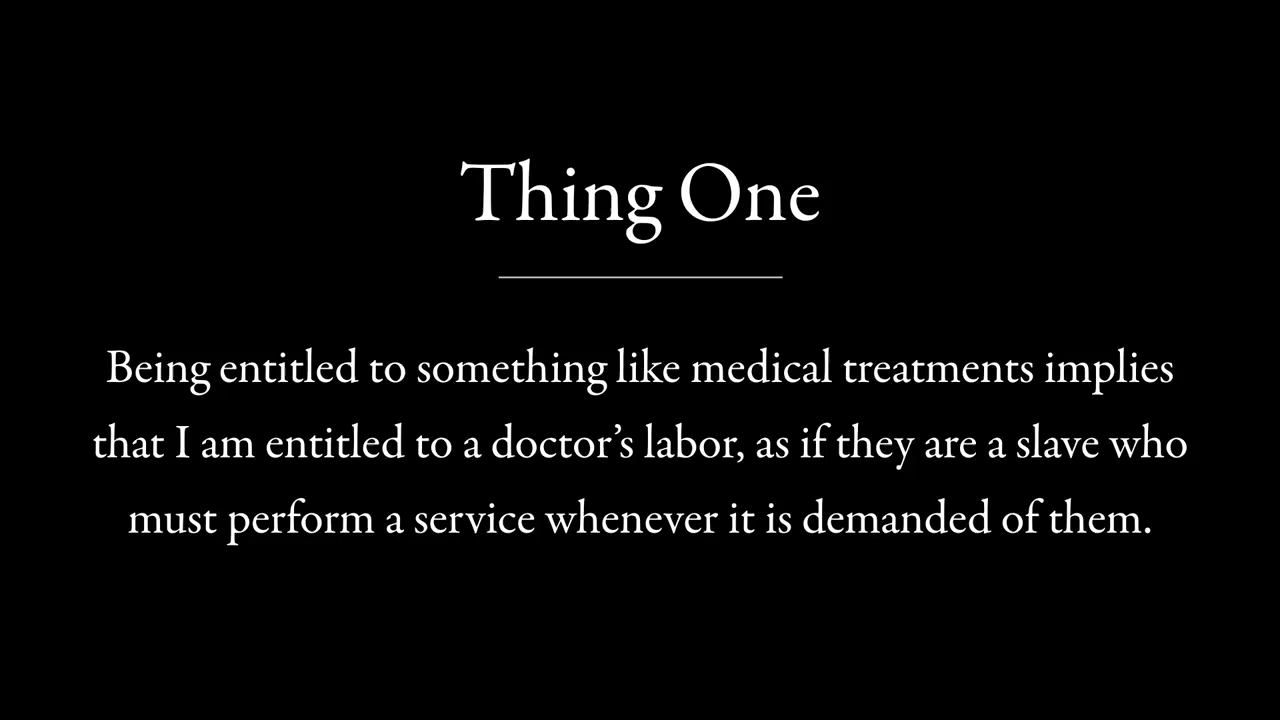 Thing One
Being entitled to something like medical treatments implies
that I am entitled to a doctor’s labor, as if they are a slave who
must perform a service whenever it is demanded of them.